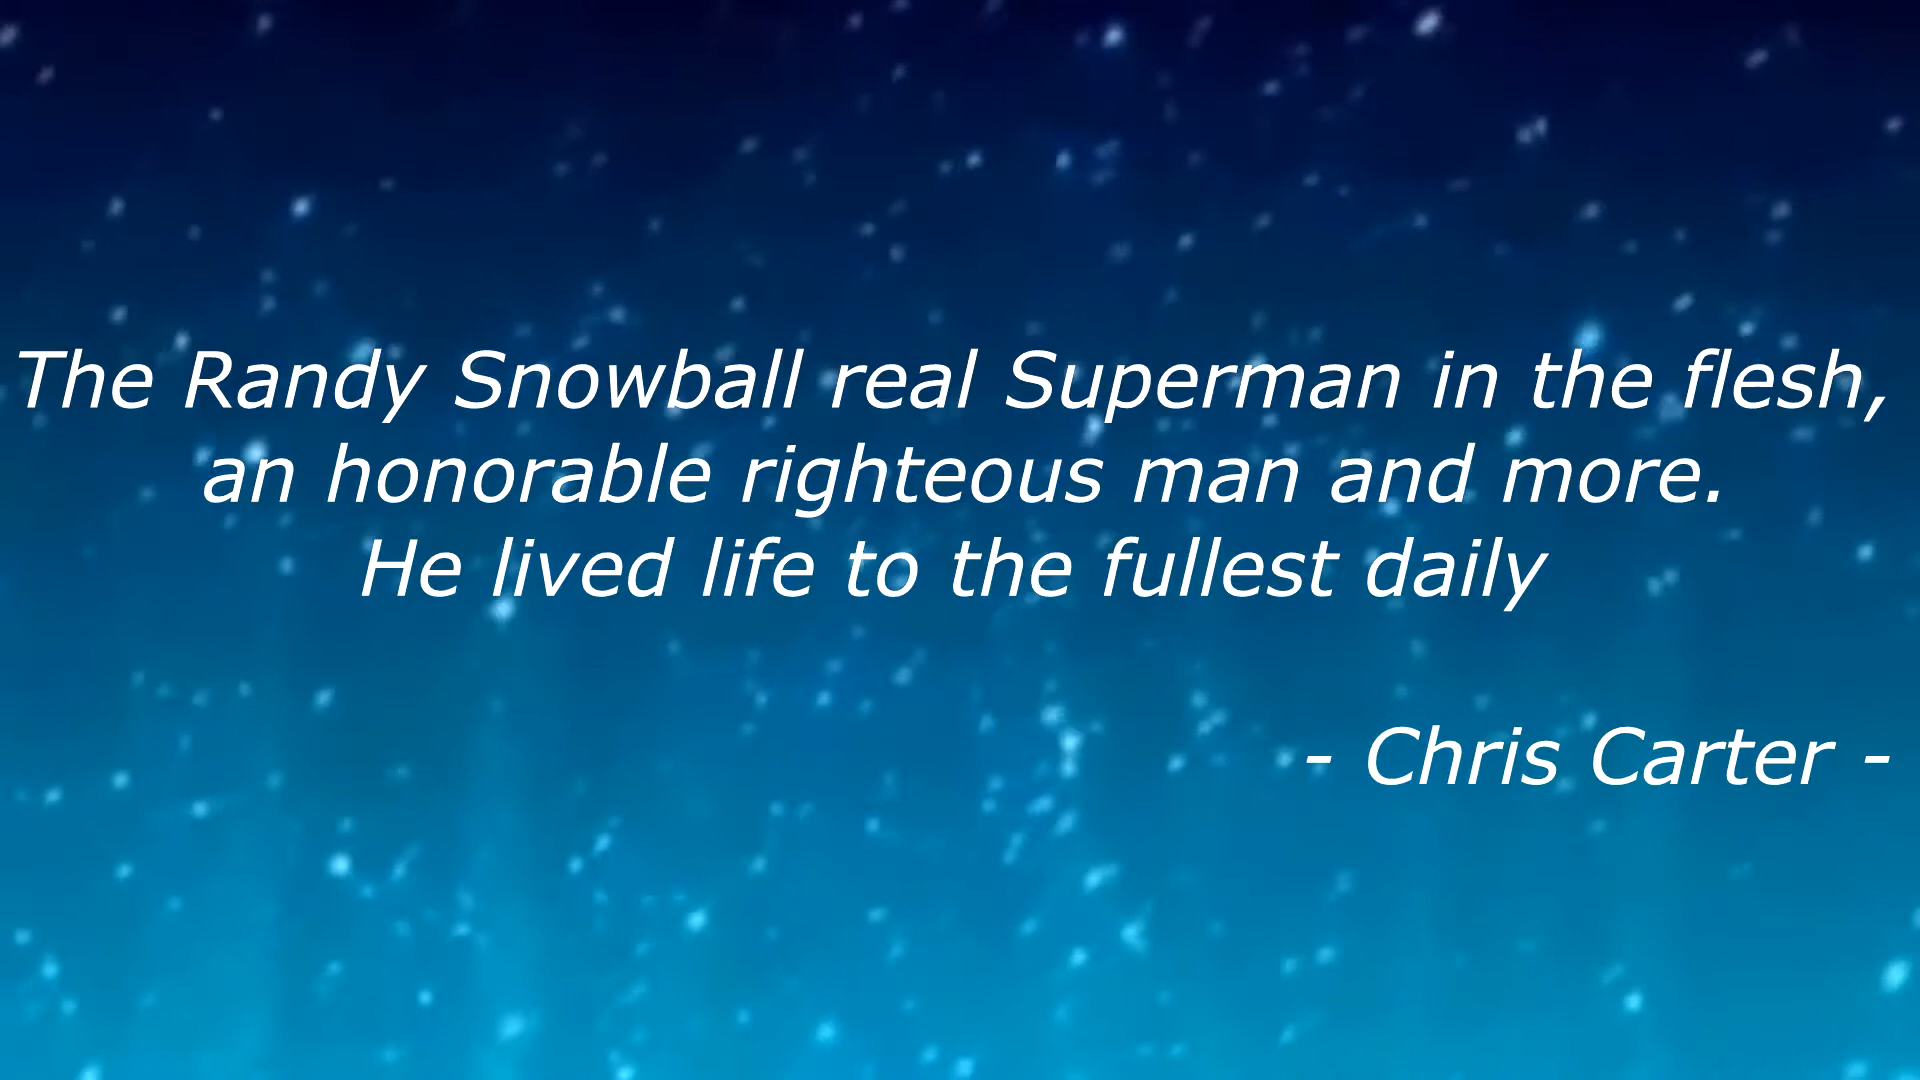 The Randy Snowball real Superman in the flesh,
an honorable righteous man and more.
He lived life to the fullest daily
- Chris Carter -